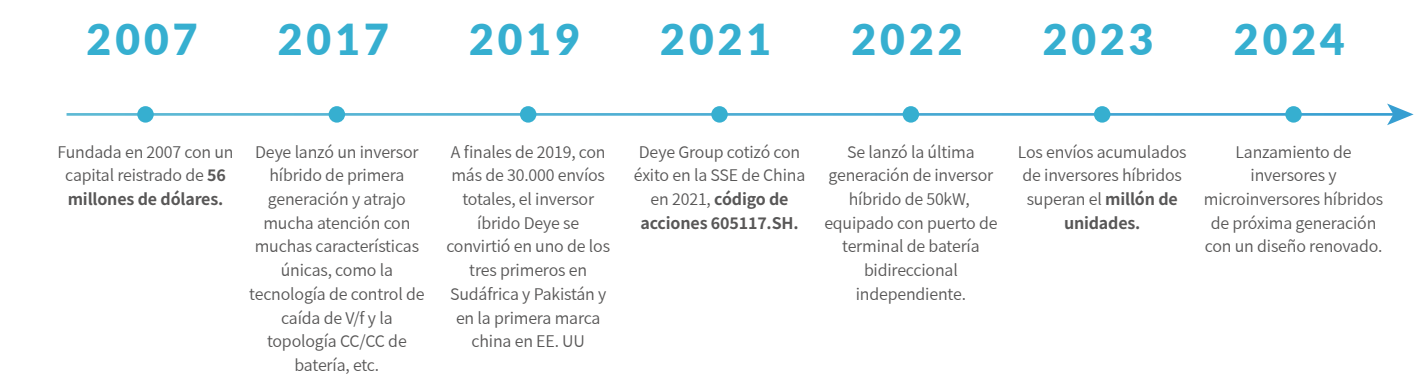 2007
Fundada en 2007 con un
capital reistrado de 56
millones de dólares.
2017
Deye lanzó un inversor
híbrido de primera
generación y atrajo
mucha atención con
muchas características
únicas, como la
tecnología de control de
caída de V/f y la
topología CC/CC de
batería, etc.
2019
A finales de 2019, con
más de 30.000 envíos
totales, el inversor
íbrido Deye se
convirtió en uno de los
tres primeros en
Sudáfrica y Pakistán y
en la primera marca
china en EE. UU
2021
Deye Group cotizó con
éxito en la SSE de China
en 2021, código de
acciones 605117.SH.
2022
Se lanzó la última
generación de inversor
híbrido de 50kW,
equipado con puerto de
terminal de batería
bidireccional
independiente.
2023
Los envíos acumulados
de inversores híbridos
superan el millón de
unidades.
2024
Lanzamiento de
inversores y
microinversores híbridos
de próxima generación
con un diseño renovado.